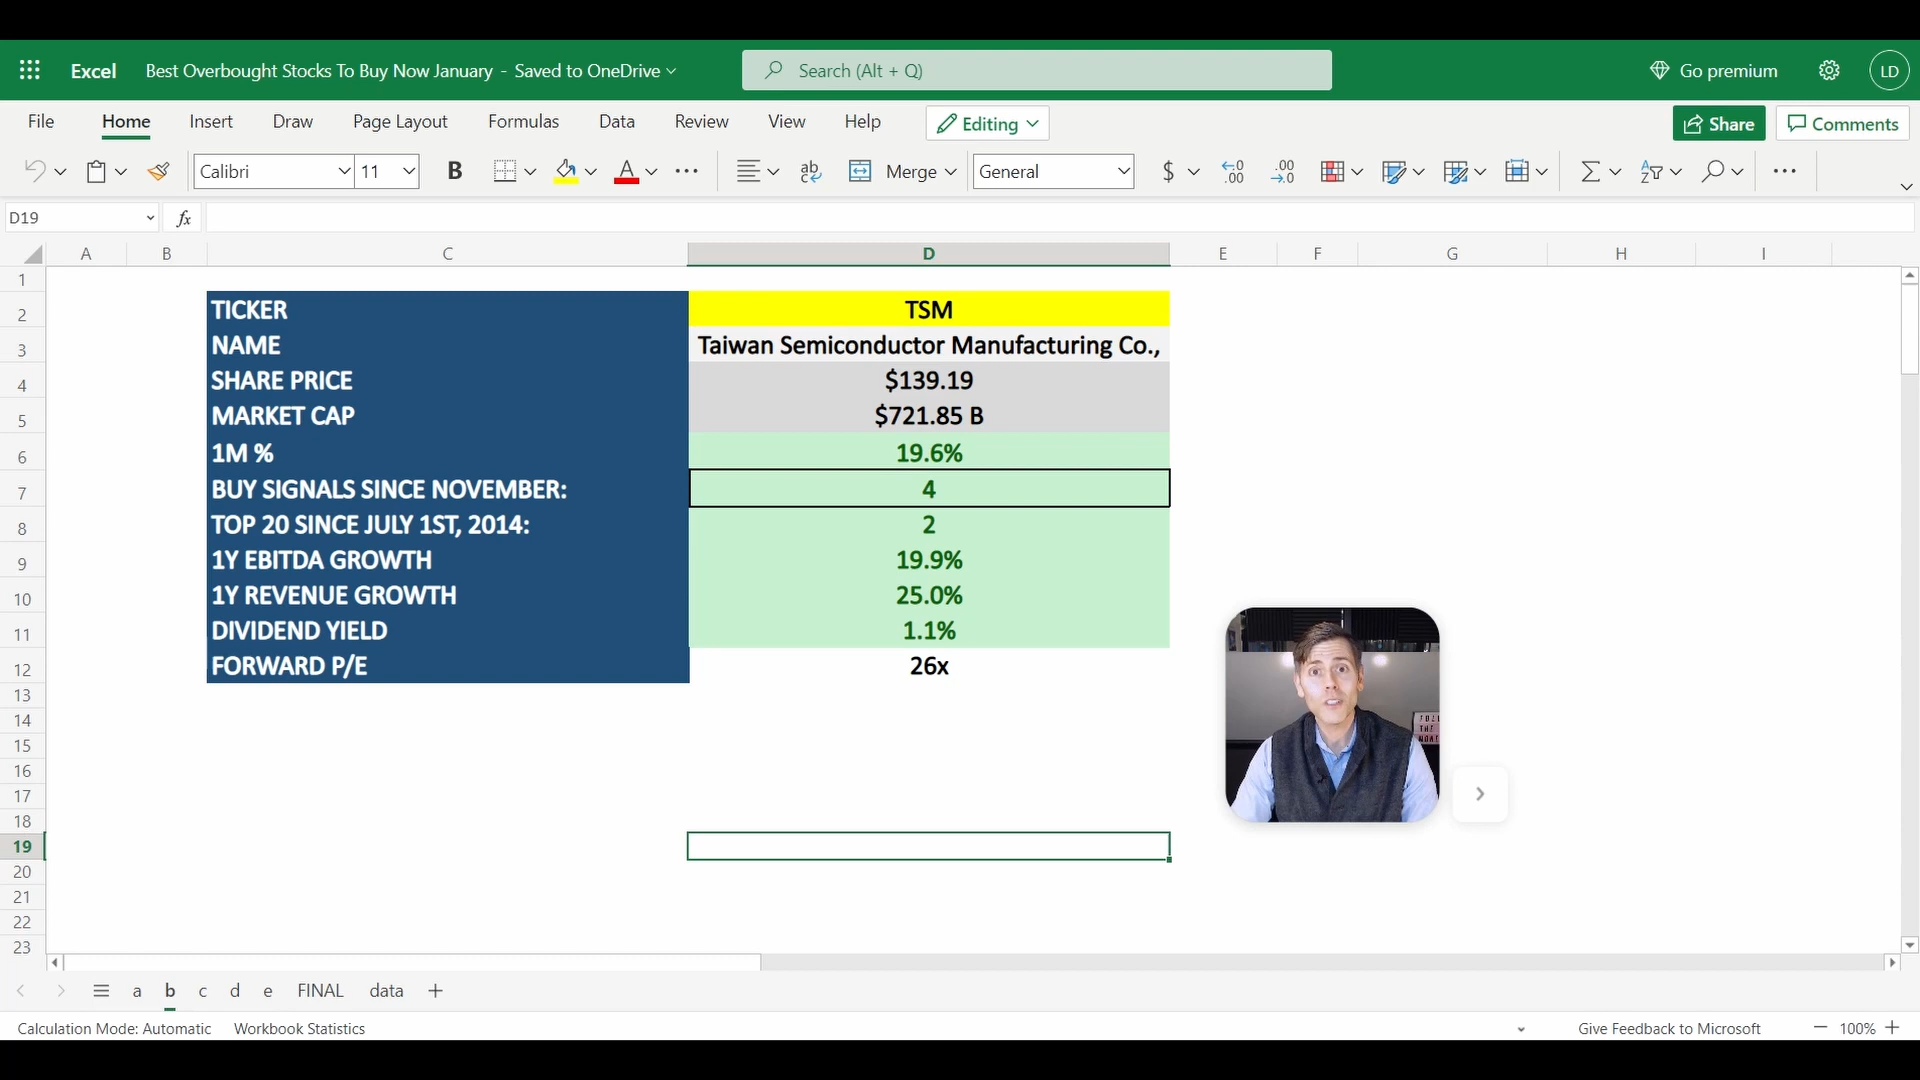 Excel Best Overbought Stocks To Buy Now January - Saved to OneDrive Search (Alt + Q) Go premium LD
File Home Insert Draw Page Layout Formulas Data Review View Help Editing Share Comments
Calibri 11 B A ab Merge General $ .00 .00
D19 fx
A B C D E F G H I
1
2 TICKER TSM
3 NAME Taiwan Semiconductor Manufacturing Co.,
4 SHARE PRICE $139.19
5 MARKET CAP $721.85 B
6 1M % 19.6%
7 BUY SIGNALS SINCE NOVEMBER: 4
8 TOP 20 SINCE JULY 1ST, 2014: 2
9 1Y EBITDA GROWTH 19.9%
10 1Y REVENUE GROWTH 25.0%
11 DIVIDEND YIELD 1.1%
12 FORWARD P/E 26x
13
14
15
16
17
18
19
20
21
22
23
a b c d e FINAL data +
Calculation Mode: Automatic Workbook Statistics Give Feedback to Microsoft 100%